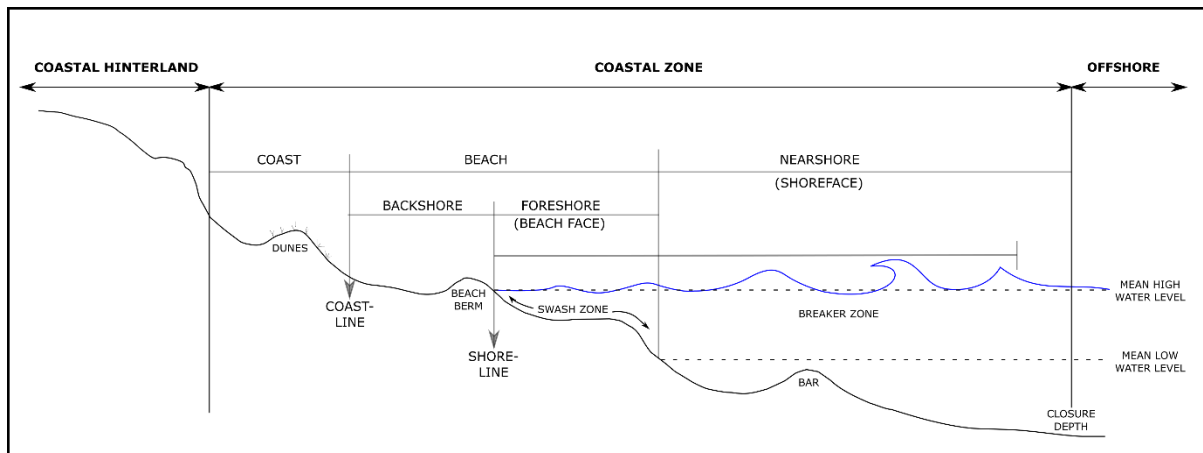 COASTAL HINTERLAND
COASTAL ZONE
OFFSHORE
COAST
BEACH
NEARSHORE
(SHOREFACE)
BACKSHORE
FORESHORE
(BEACH FACE)
DUNES
COAST-
LINE
BEACH
BERM
SWASH ZONE
BREAKER ZONE
MEAN HIGH
WATER LEVEL
SHORE-
LINE
MEAN LOW
WATER LEVEL
BAR
CLOSURE
DEPTH